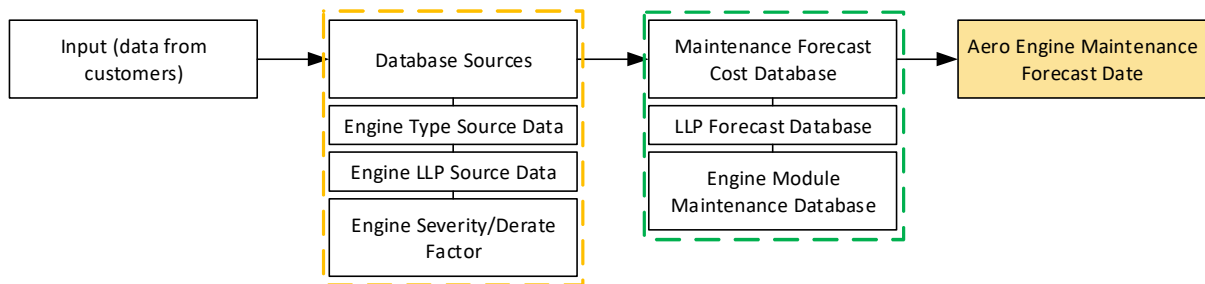 Input (data from
customers)
Database Sources
Engine Type Source Data
Engine LLP Source Data
Engine Severity/Derate
Factor
Maintenance Forecast
Cost Database
LLP Forecast Database
Engine Module
Maintenance Database
Aero Engine Maintenance
Forecast Date